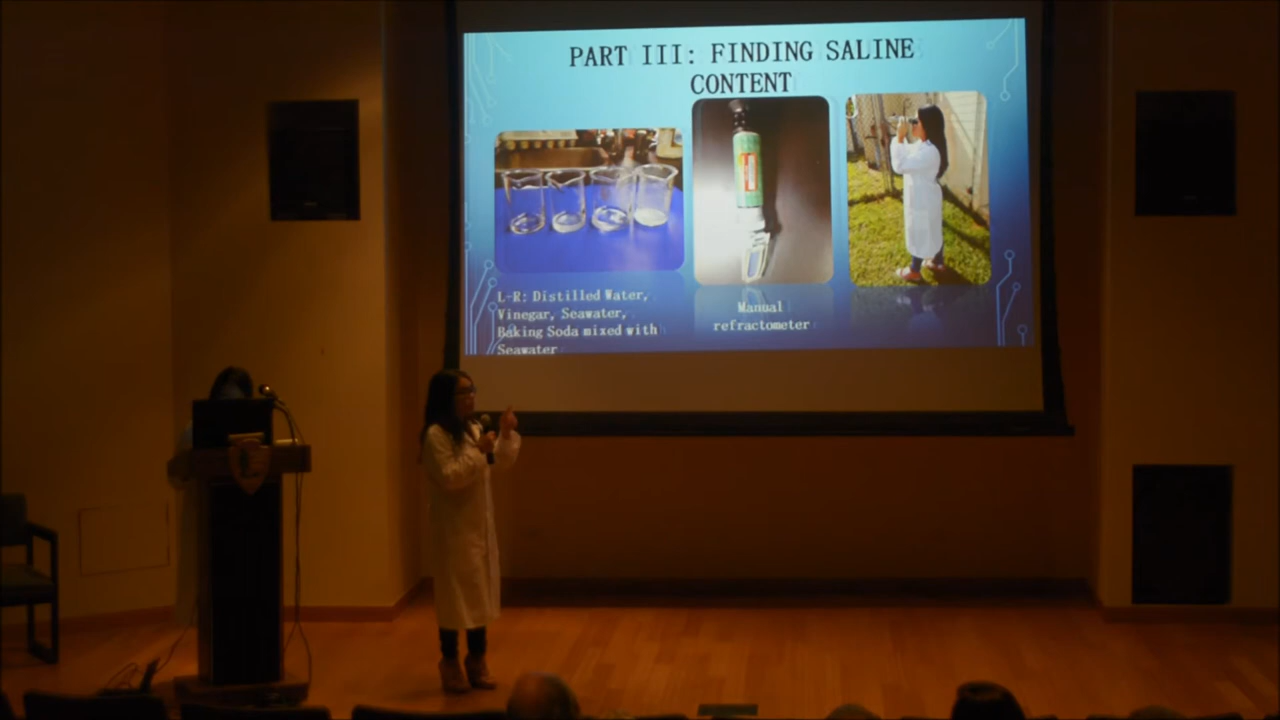 PART III: FINDING SALINE
CONTENT
L-R: Distilled Water,
Vinegar, Seawater,
Baking Soda mixed with
Seawater
Manual
refractometer